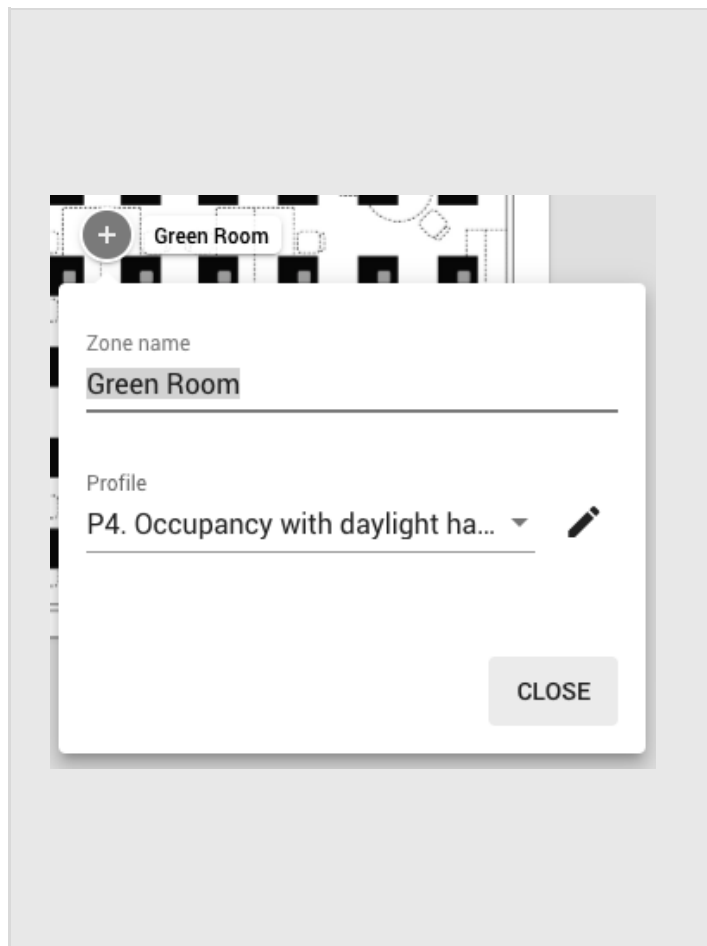 Green Room
Zone name
Green Room
Profile
P4. Occupancy with daylight ha...
CLOSE